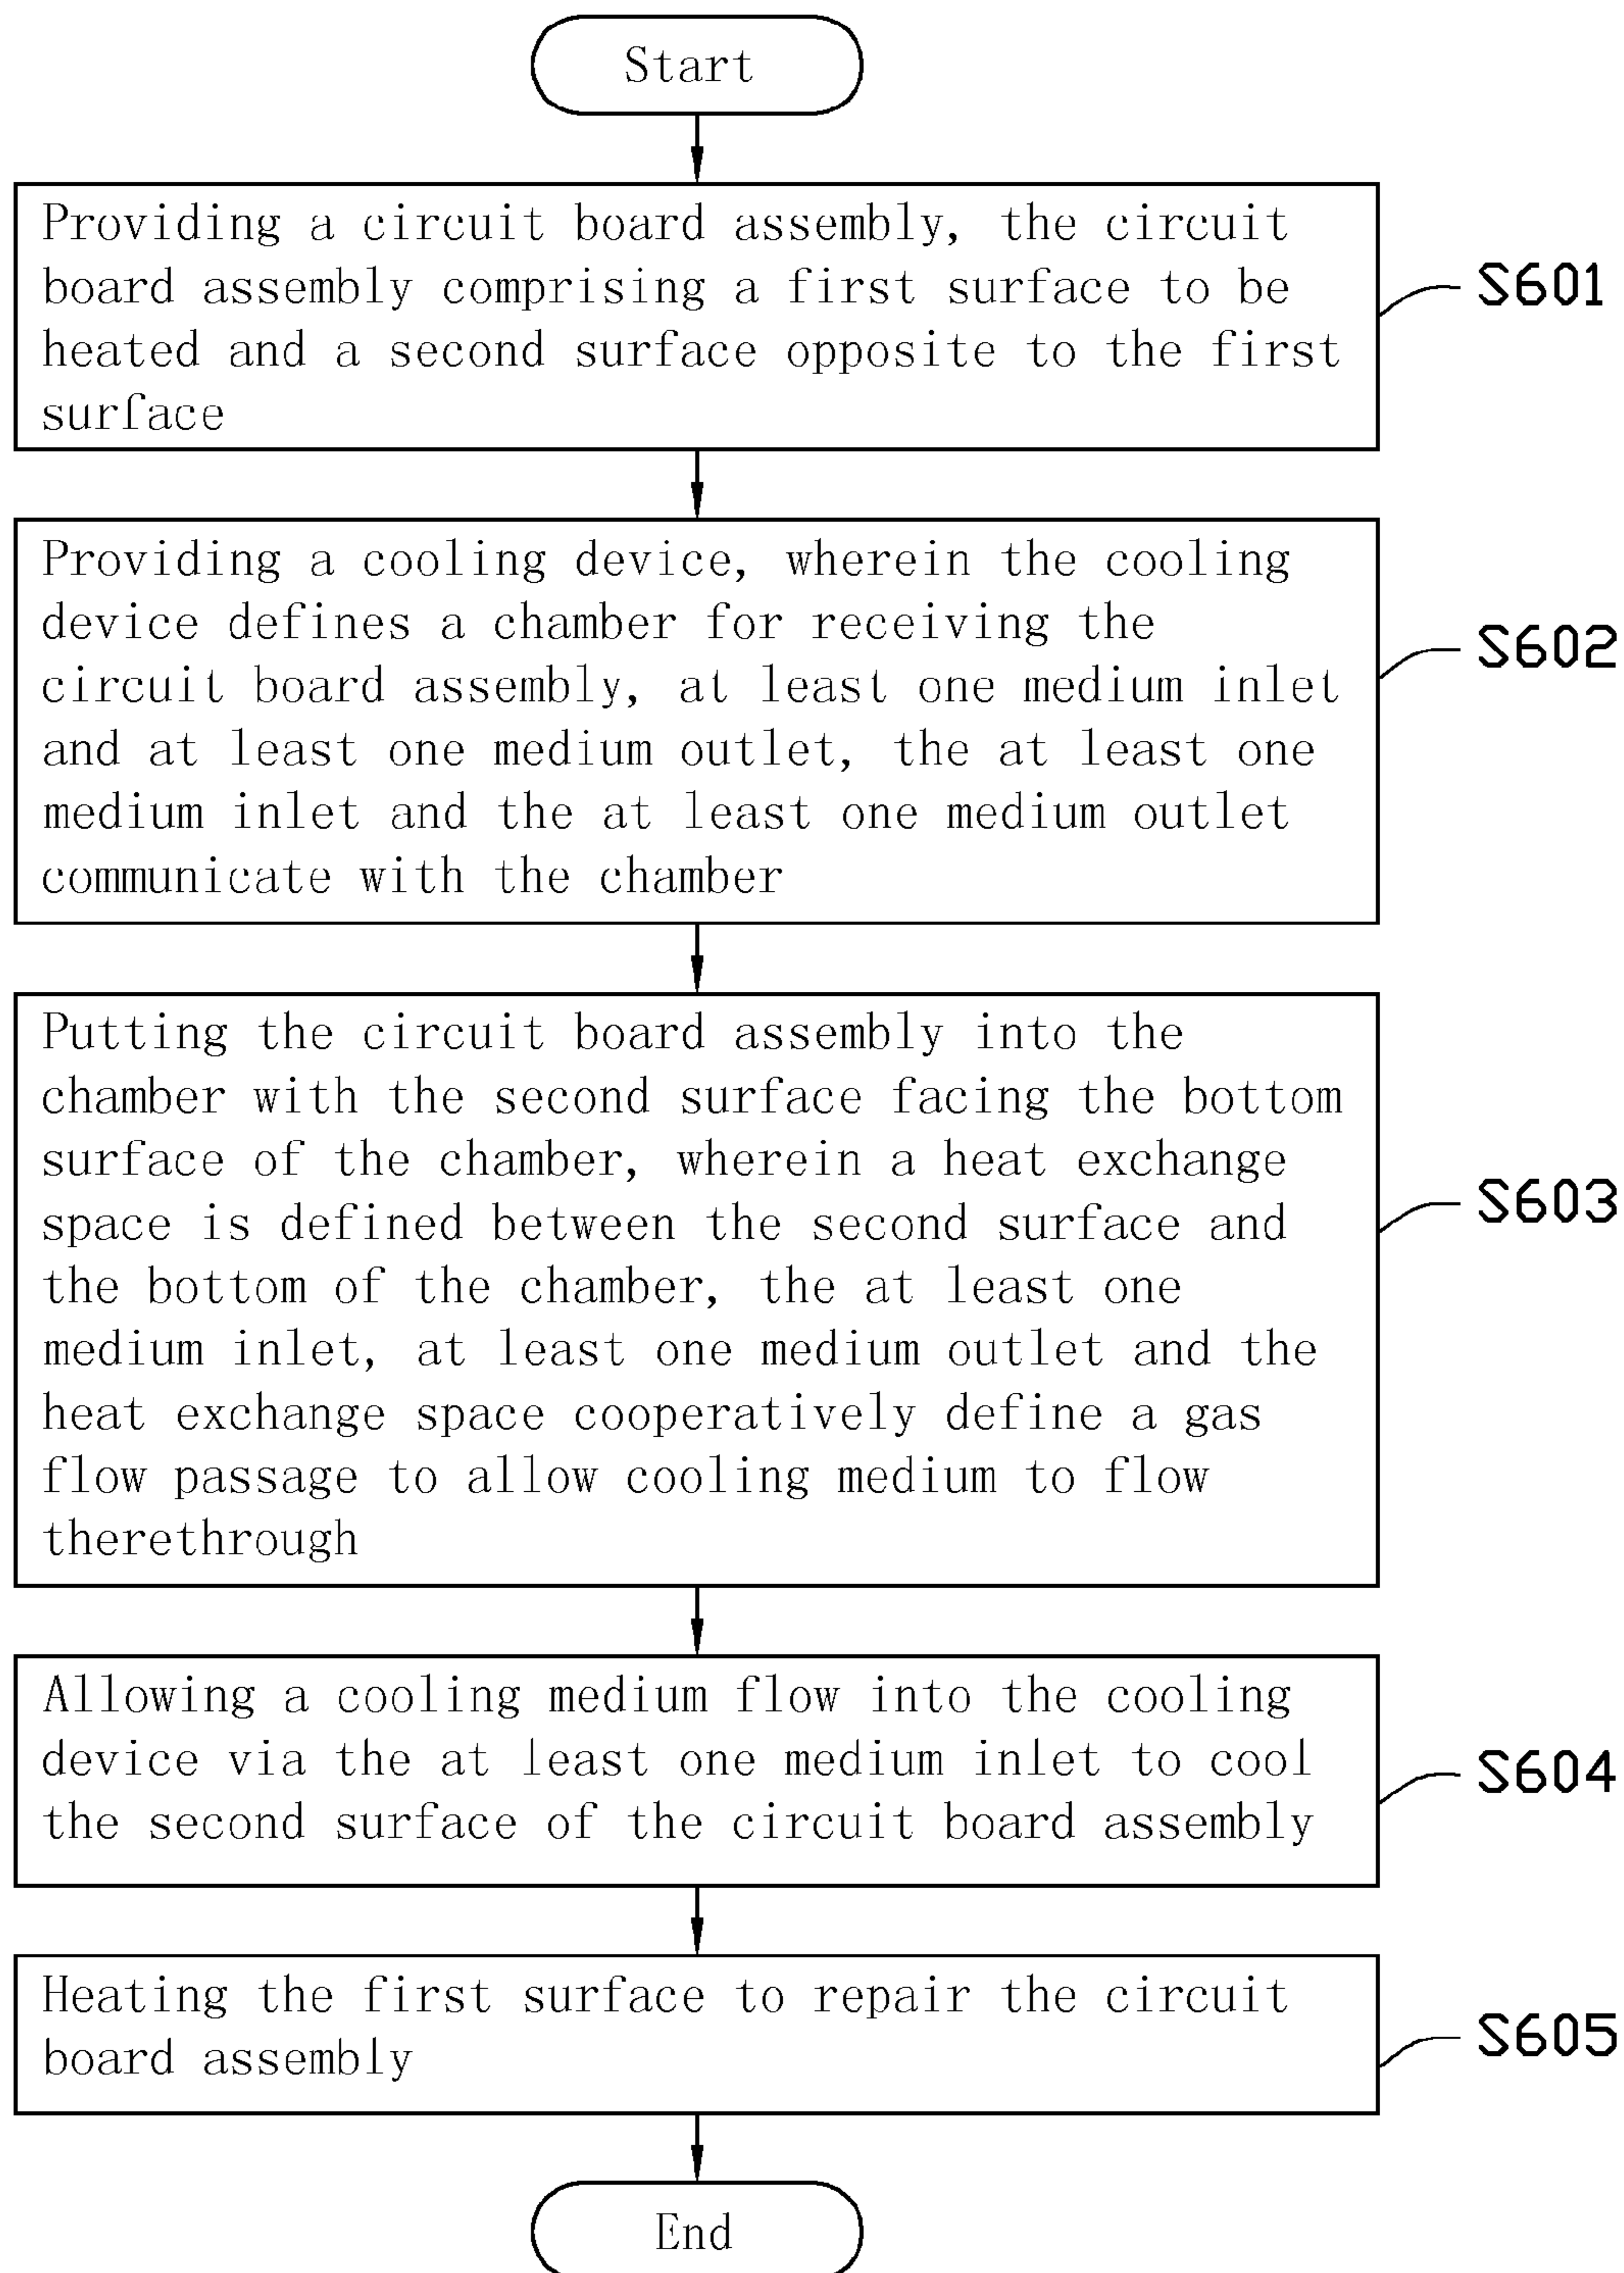 Start
Providing a circuit board assembly, the circuit
board assembly comprising a first surface to be
heated and a second surface opposite to the first
surface
S601
Providing a cooling device, wherein the cooling
device defines a chamber for receiving the
circuit board assembly, at least one medium inlet
and at least one medium outlet, the at least one
medium inlet and the at least one medium outlet
communicate with the chamber
S602
Putting the circuit board assembly into the
chamber with the second surface facing the bottom
surface of the chamber, wherein a heat exchange
space is defined between the second surface and
the bottom of the chamber, the at least one
medium inlet, at least one medium outlet and the
heat exchange space cooperatively define a gas
flow passage to allow cooling medium to flow
therethrough
S603
Allowing a cooling medium flow into the cooling
device via the at least one medium inlet to cool
the second surface of the circuit board assembly
S604
Heating the first surface to repair the circuit
board assembly
S605
End